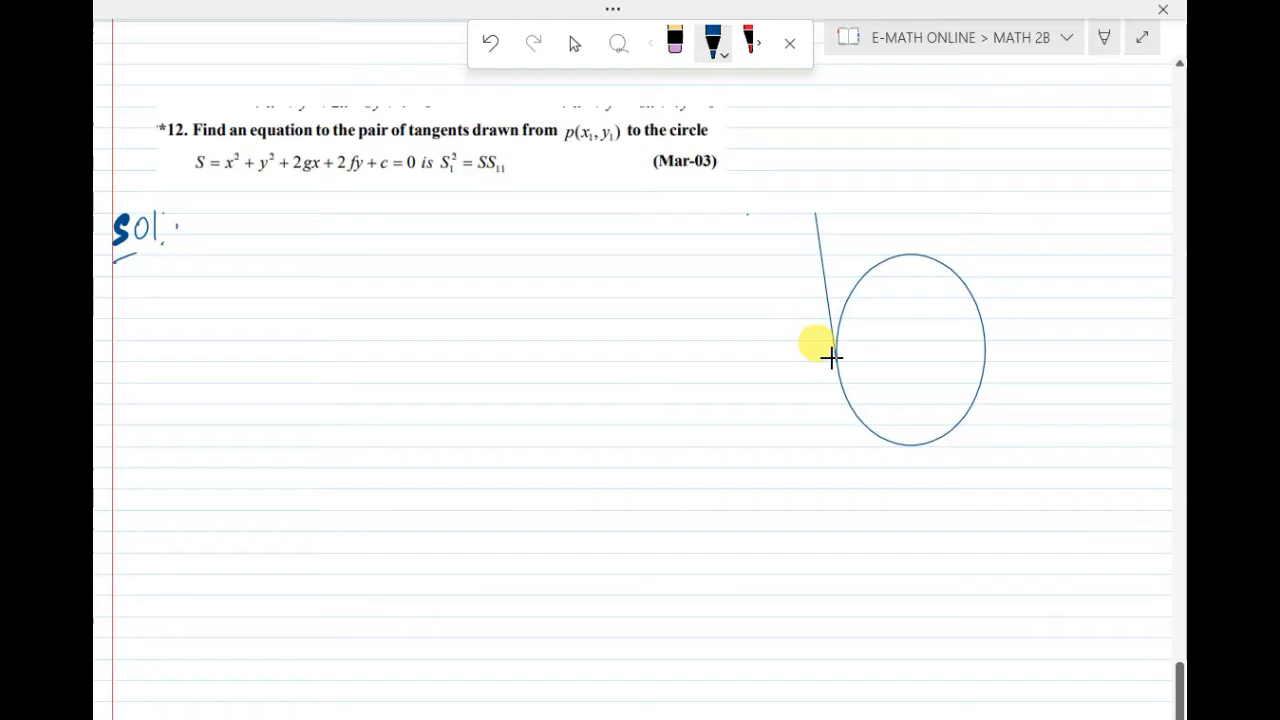 E-MATH ONLINE > MATH 2B
*12. Find an equation to the pair of tangents drawn from p(x₁, y₁) to the circle
S = x² + y² + 2gx + 2fy + c = 0 is S₁² = SS₁₁ (Mar-03)
Sol: